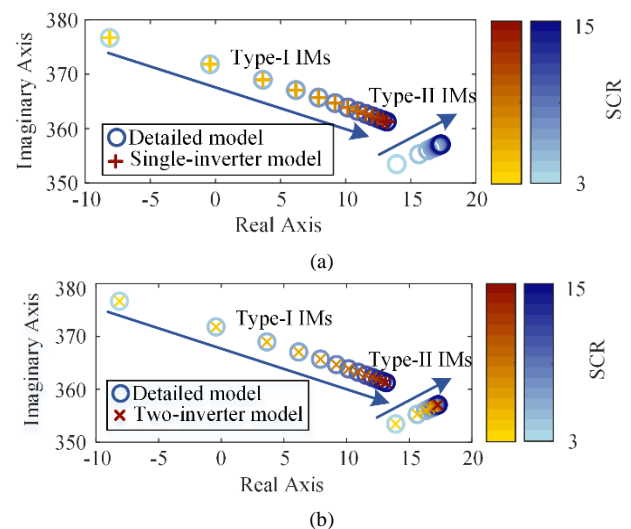 380
370
360
350
Imaginary Axis
Type-I IMs
Type-II IMs
Detailed model
Single-inverter model
-10
-5
0
5
10
15
20
Real Axis
15
3
SCR
(a)
380
370
360
350
Imaginary Axis
Type-I IMs
Type-II IMs
Detailed model
Two-inverter model
-10
-5
0
5
10
15
20
Real Axis
15
3
SCR
(b)